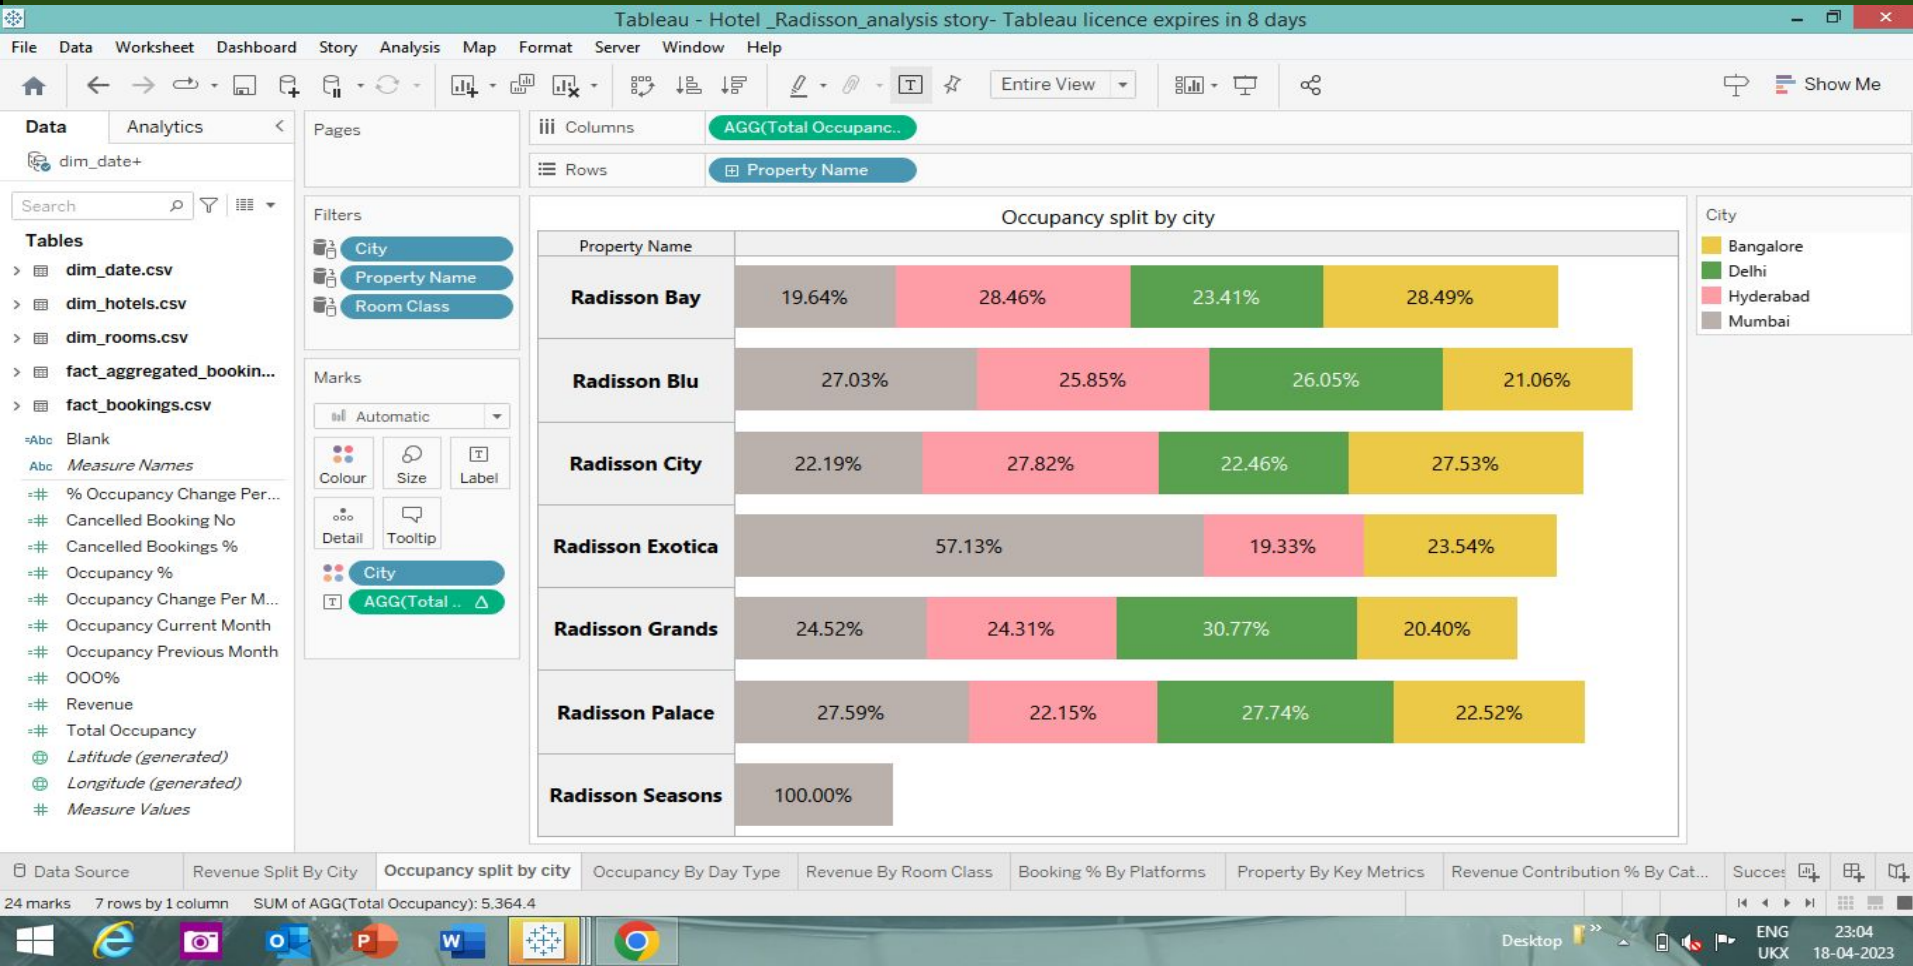 Tableau - Hotel _Radisson_analysis story- Tableau licence expires in 8 days
File Data Worksheet Dashboard Story Analysis Map Format Server Window Help
Entire View
Show Me
Data Analytics
dim_date+
Search
Tables
dim_date.csv
dim_hotels.csv
dim_rooms.csv
fact_aggregated_bookin...
fact_bookings.csv
=Abc Blank
Abc Measure Names
=# % Occupancy Change Per...
=# Cancelled Booking No
=# Cancelled Bookings %
=# Occupancy %
=# Occupancy Change Per M...
=# Occupancy Current Month
=# Occupancy Previous Month
=# OOO%
=# Revenue
=# Total Occupancy
Latitude (generated)
Longitude (generated)
# Measure Values
Pages
Filters
City
Property Name
Room Class
Marks
Automatic
Colour Size Label
Detail Tooltip
City
AGG(Total .. Δ
iii Columns AGG(Total Occupanc..
Rows Property Name
Occupancy split by city
Property Name
Radisson Bay 19.64% 28.46% 23.41% 28.49%
Radisson Blu 27.03% 25.85% 26.05% 21.06%
Radisson City 22.19% 27.82% 22.46% 27.53%
Radisson Exotica 57.13% 19.33% 23.54%
Radisson Grands 24.52% 24.31% 30.77% 20.40%
Radisson Palace 27.59% 22.15% 27.74% 22.52%
Radisson Seasons 100.00%
City
Bangalore
Delhi
Hyderabad
Mumbai
Data Source Revenue Split By City Occupancy split by city Occupancy By Day Type Revenue By Room Class Booking % By Platforms Property By Key Metrics Revenue Contribution % By Cat... Succes
24 marks 7 rows by 1 column SUM of AGG(Total Occupancy): 5,364.4
Desktop
ENG 23:04
UKX 18-04-2023